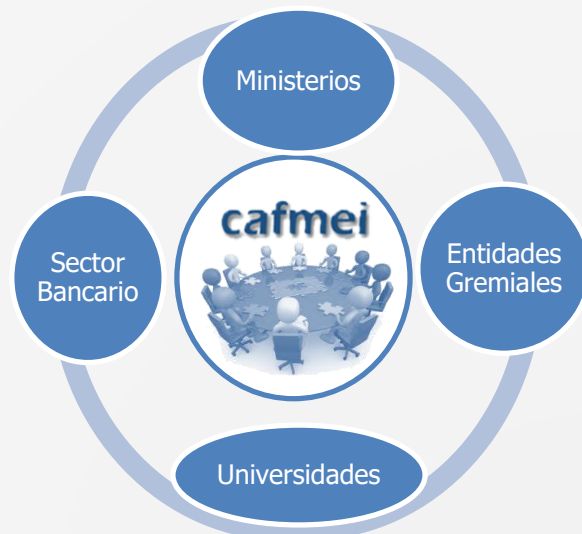 Ministerios
cafmei
Sector
Bancario
Entidades
Gremiales
Universidades